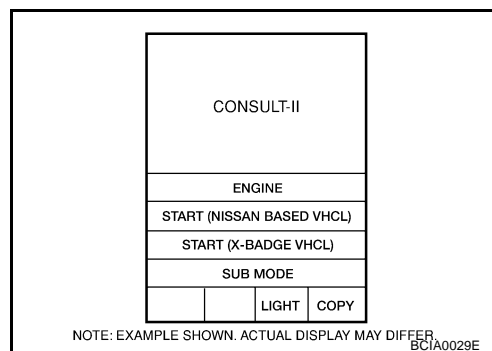 CONSULT-II
ENGINE
START (NISSAN BASED VHCL)
START (X-BADGE VHCL)
SUB MODE
LIGHT COPY
NOTE: EXAMPLE SHOWN. ACTUAL DISPLAY MAY DIFFER.
BCIA0029E